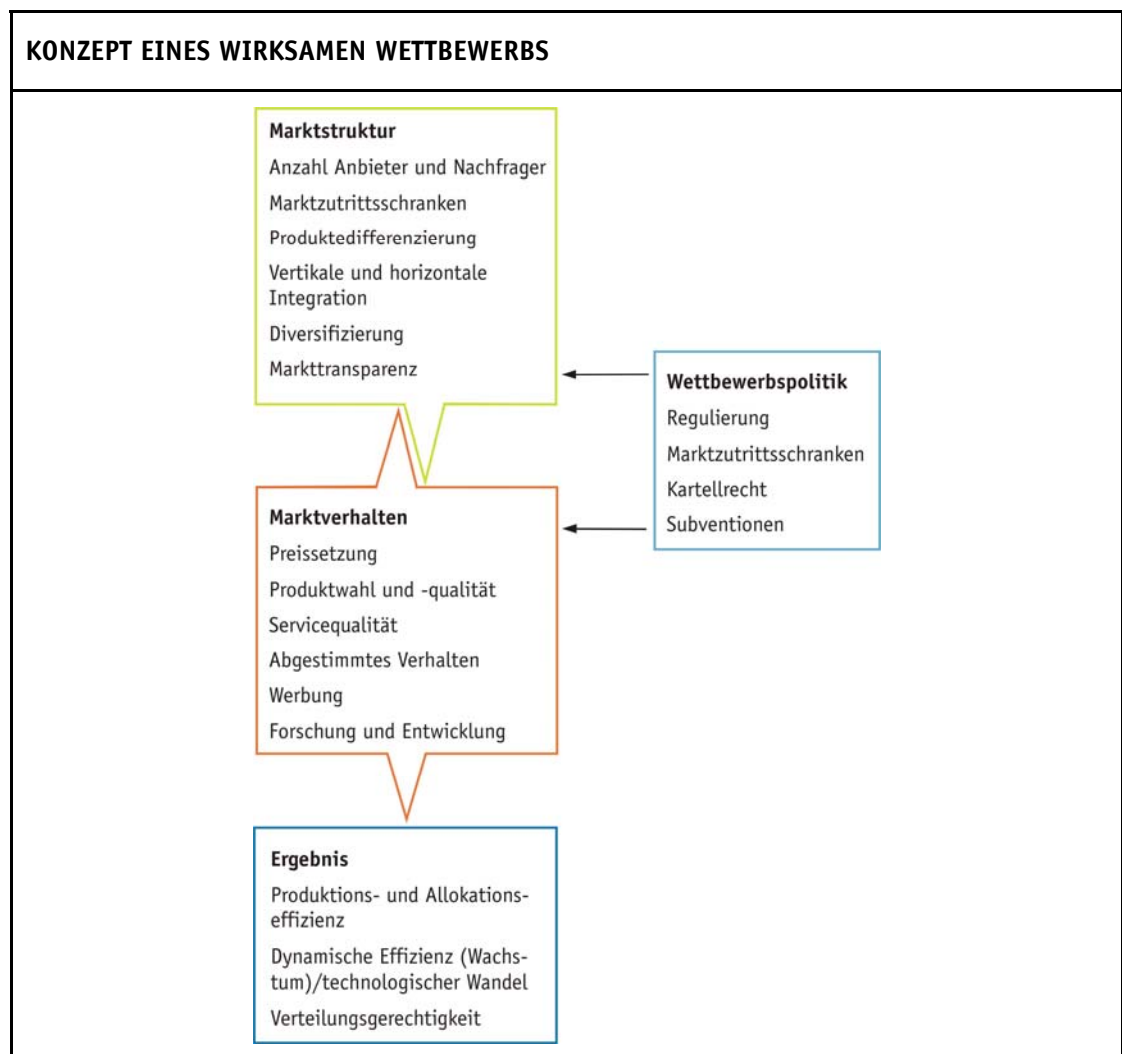 KONZEPT EINES WIRKSAMEN WETTBEWERBS
Marktstruktur
Anzahl Anbieter und Nachfrager
Marktzutrittsschranken
Produktedifferenzierung
Vertikale und horizontale
Integration
Diversifizierung
Markttransparenz
Wettbewerbspolitik
Regulierung
Marktzutrittsschranken
Kartellrecht
Subventionen
Marktverhalten
Preissetzung
Produktwahl und -qualität
Servicequalität
Abgestimmtes Verhalten
Werbung
Forschung und Entwicklung
Ergebnis
Produktions- und Allokations-
effizienz
Dynamische Effizienz (Wachs-
tum)/technologischer Wandel
Verteilungsgerechtigkeit